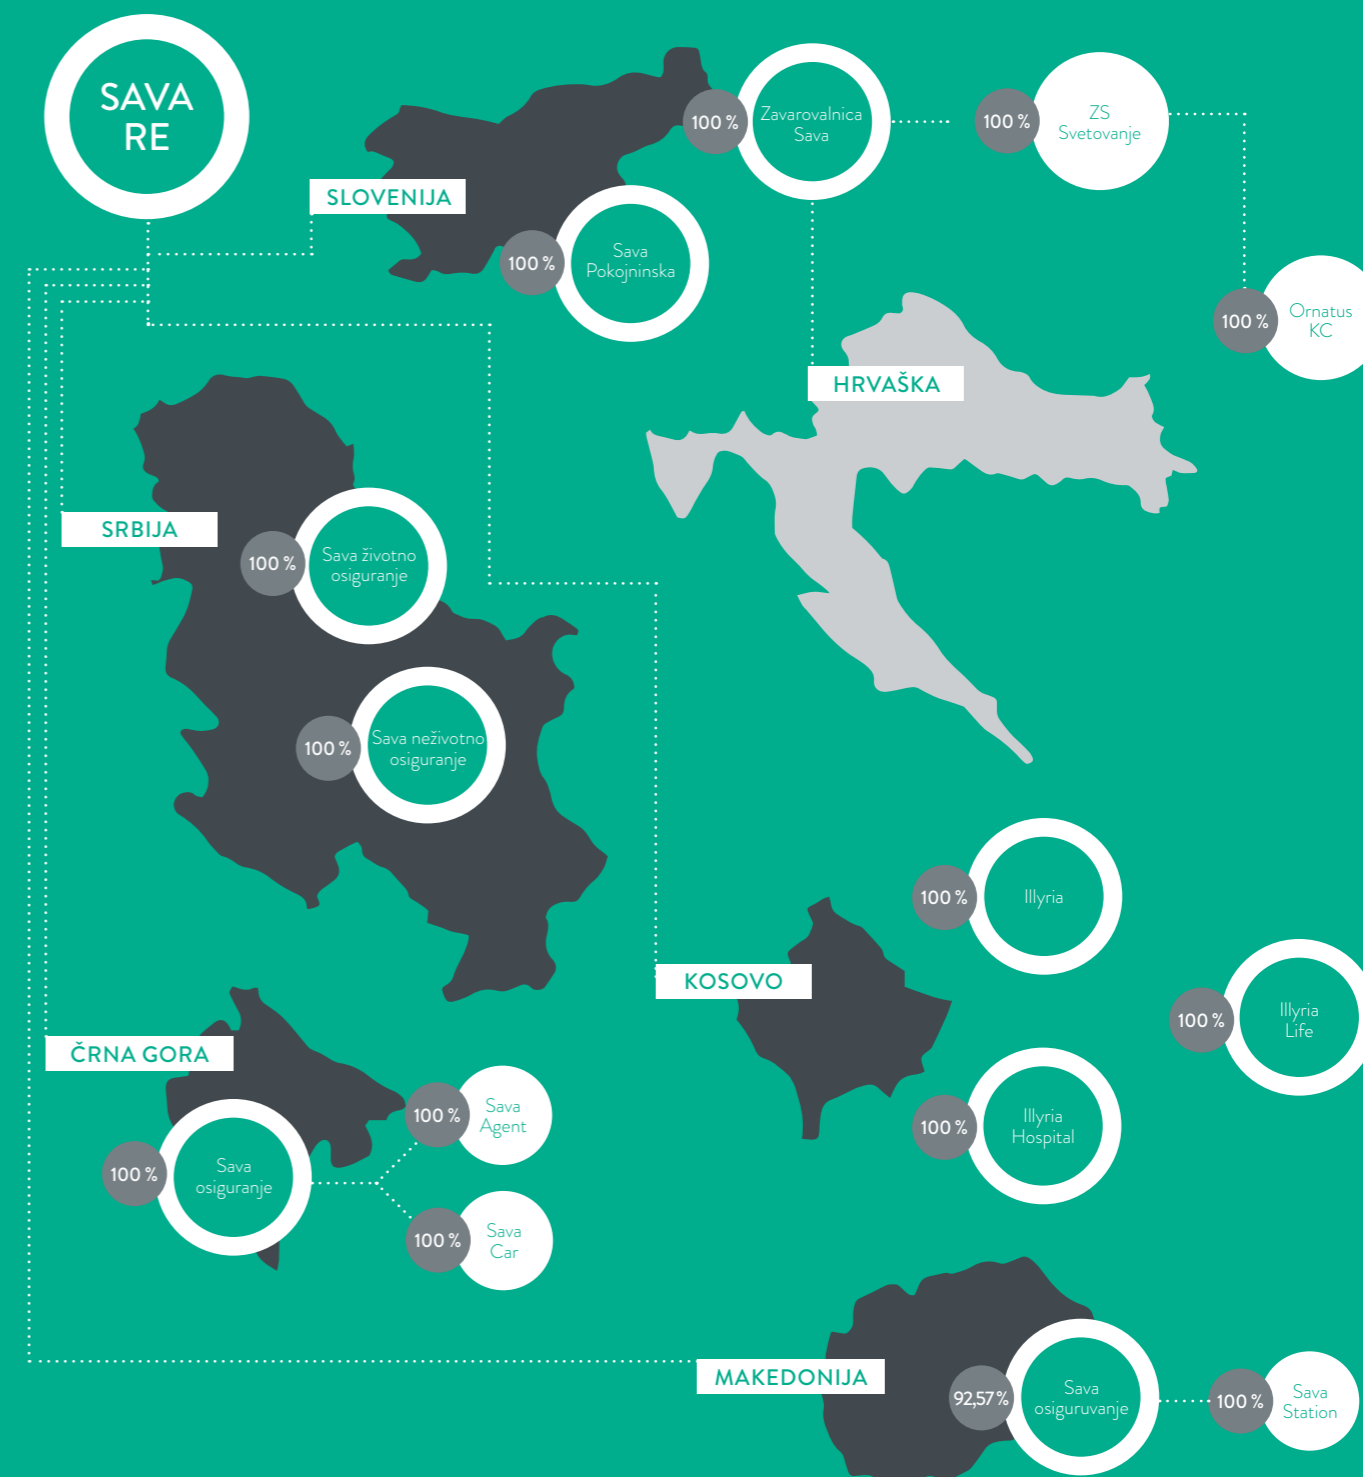 SAVA
RE
SLOVENIJA
100 %
Zavarovalnica
Sava
100 %
ZS
Svetovanje
100 %
Sava
Pokojninska
100 %
Ornatus
KC
HRVAŠKA
SRBIJA
100 %
Sava životno
osiguranje
100 %
Sava neživotno
osiguranje
KOSOVO
100 %
Illyria
100 %
Illyria
Life
100 %
Illyria
Hospital
ČRNA GORA
100 %
Sava
osiguranje
100 %
Sava
Agent
100 %
Sava
Car
MAKEDONIJA
92,57 %
Sava
osiguruvanje
100 %
Sava
Station